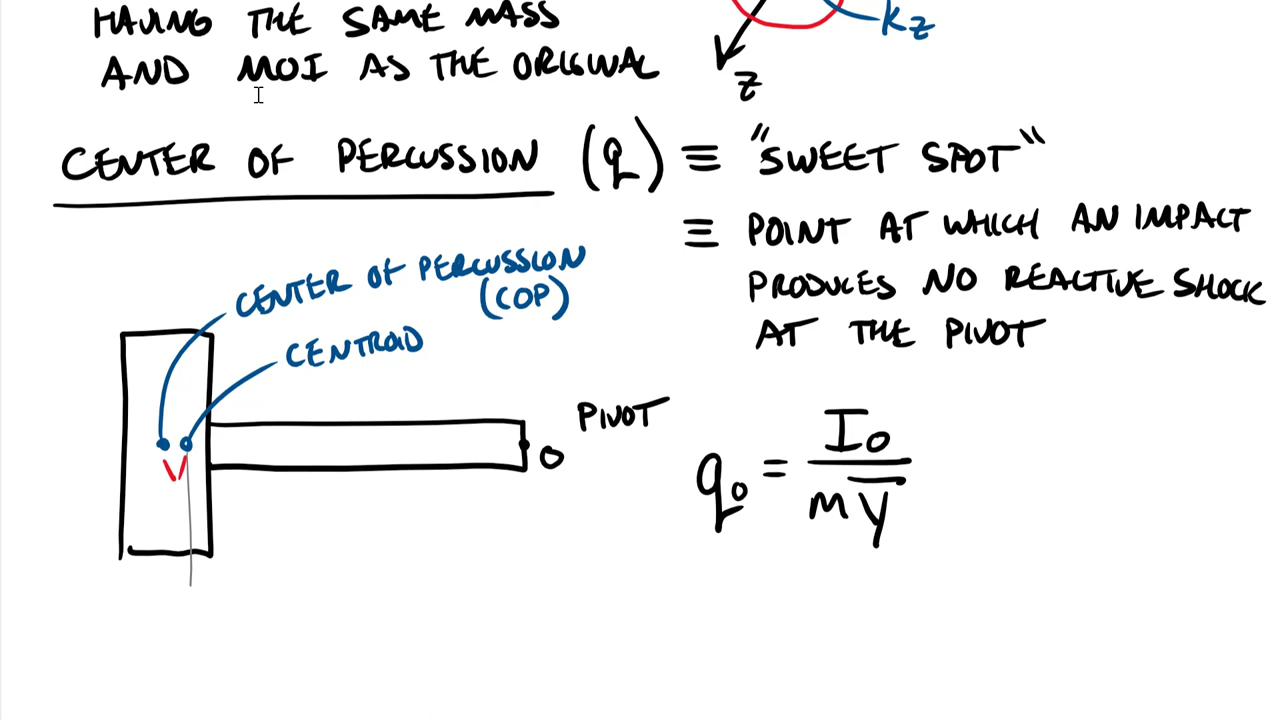 HAVING THE SAME MASS
AND MOI AS THE ORIGINAL
kz
z
CENTER OF PERCUSSION (q) ≡ "SWEET SPOT"
≡ POINT AT WHICH AN IMPACT
PRODUCES NO REACTIVE SHOCK
AT THE PIVOT
CENTER OF PERCUSSION
(COP)
CENTROID
PIVOT
O
q₀ = I₀ / mȳ